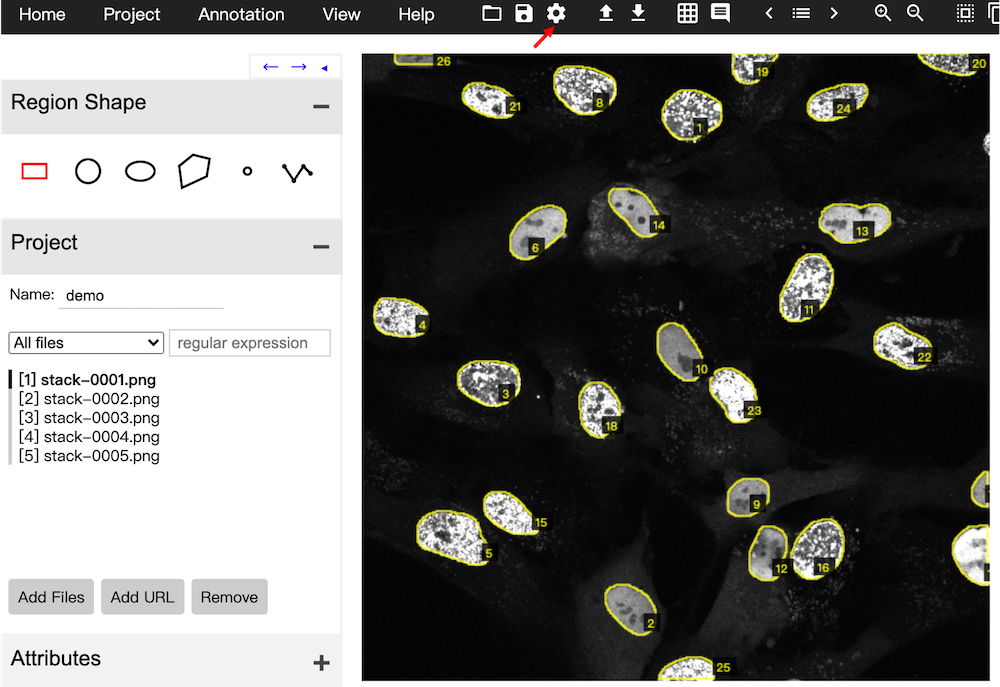 Home Project Annotation View Help
← → ◂
Region Shape
Project
Name: demo
All files regular expression
[1] stack-0001.png
[2] stack-0002.png
[3] stack-0003.png
[4] stack-0004.png
[5] stack-0005.png
Add Files Add URL Remove
Attributes
26
19
20
21
8
24
1
14
13
6
11
4
22
10
3
23
18
9
15
5
12
16
2
25